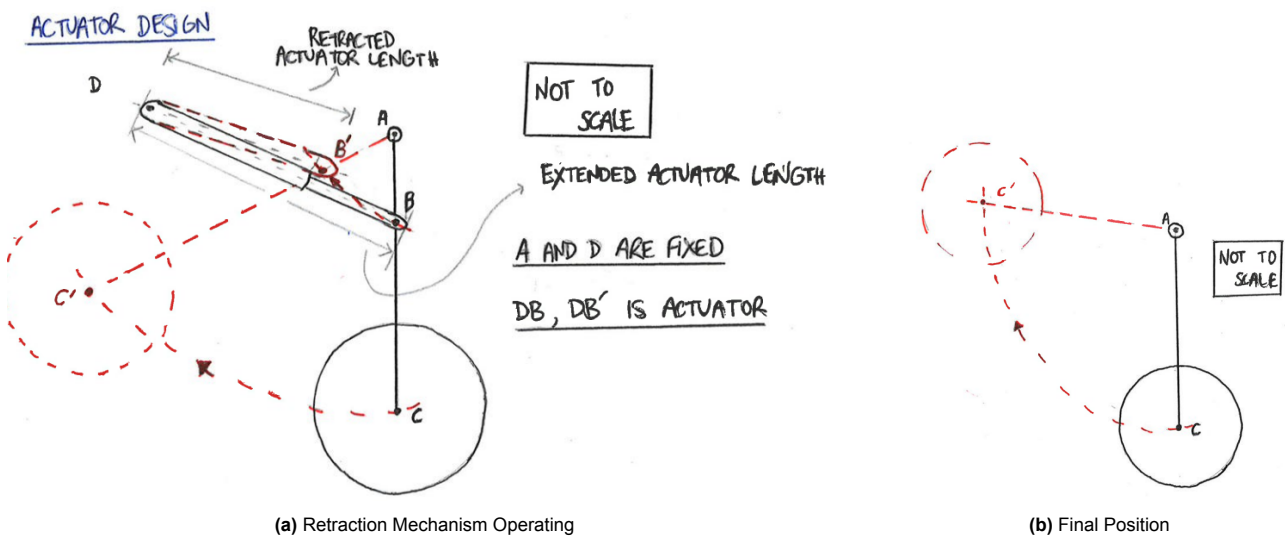 ACTUATOR DESIGN
RETRACTED
ACTUATOR LENGTH
D
A
B'
B
C'
C
NOT TO
SCALE
EXTENDED ACTUATOR LENGTH
A AND D ARE FIXED
DB, DB' IS ACTUATOR
(a) Retraction Mechanism Operating
C'
A
NOT TO
SCALE
C
(b) Final Position